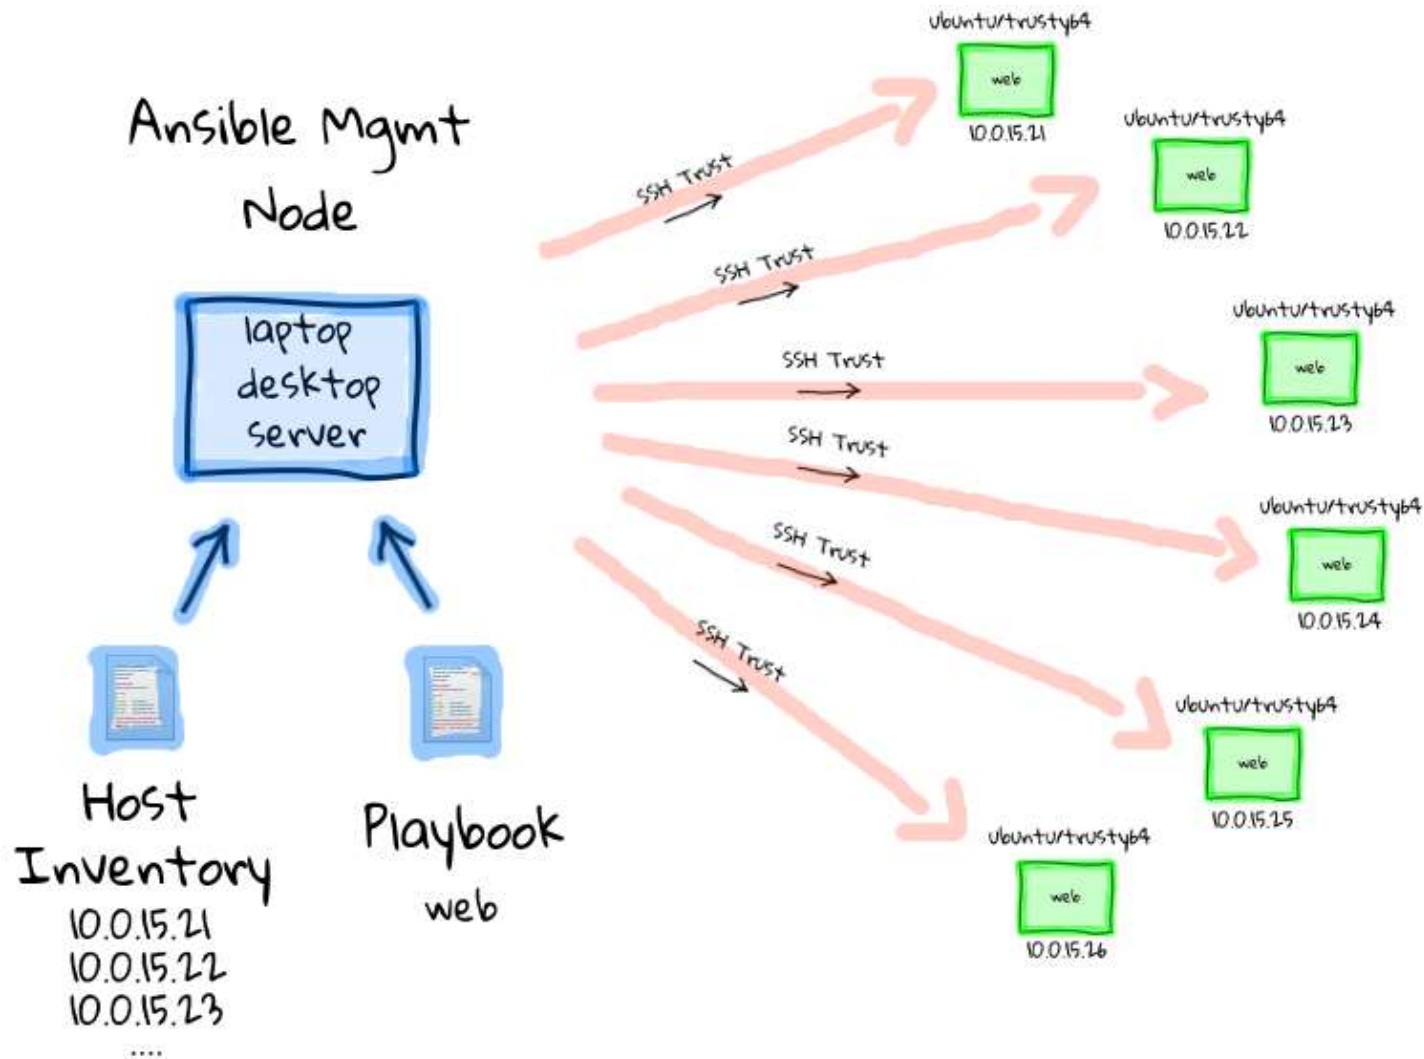 Ansible Mgmt
Node
laptop
desktop
server
Host
Inventory
10.0.15.21
10.0.15.22
10.0.15.23
....
Playbook
web
SSH Trust
SSH Trust
SSH Trust
SSH Trust
SSH Trust
SSH Trust
ubuntu/trusty64
web
10.0.15.21
ubuntu/trusty64
web
10.0.15.22
ubuntu/trusty64
web
10.0.15.23
ubuntu/trusty64
web
10.0.15.24
ubuntu/trusty64
web
10.0.15.25
ubuntu/trusty64
web
10.0.15.26